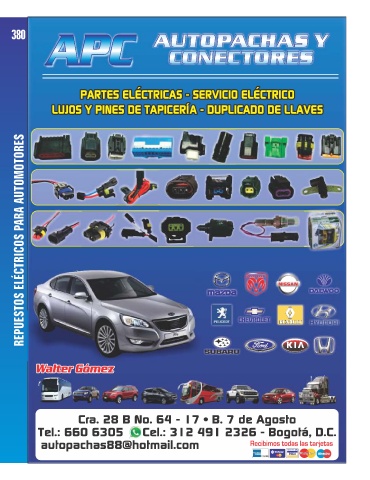 380
REPUESTOS ELÉCTRICOS PARA AUTOMOTORES
APC
AUTOPACHAS Y
CONECTORES
PARTES ELÉCTRICAS - SERVICIO ELÉCTRICO
LUJOS Y PINES DE TAPICERÍA - DUPLICADO DE LLAVES
mazda
NISSAN
DAEWOO
PEUGEOT
CHEVROLET
RENAULT
HYUNDAI
SUBARU
Ford
KIA
HONDA
Walter Gómez
Cra. 28 B No. 64 - 17 • B. 7 de Agosto
Tel.: 660 6305 Cel.: 312 491 2326 - Bogotá, D.C.
autopachas88@hotmail.com
Recibimos todas las tarjetas